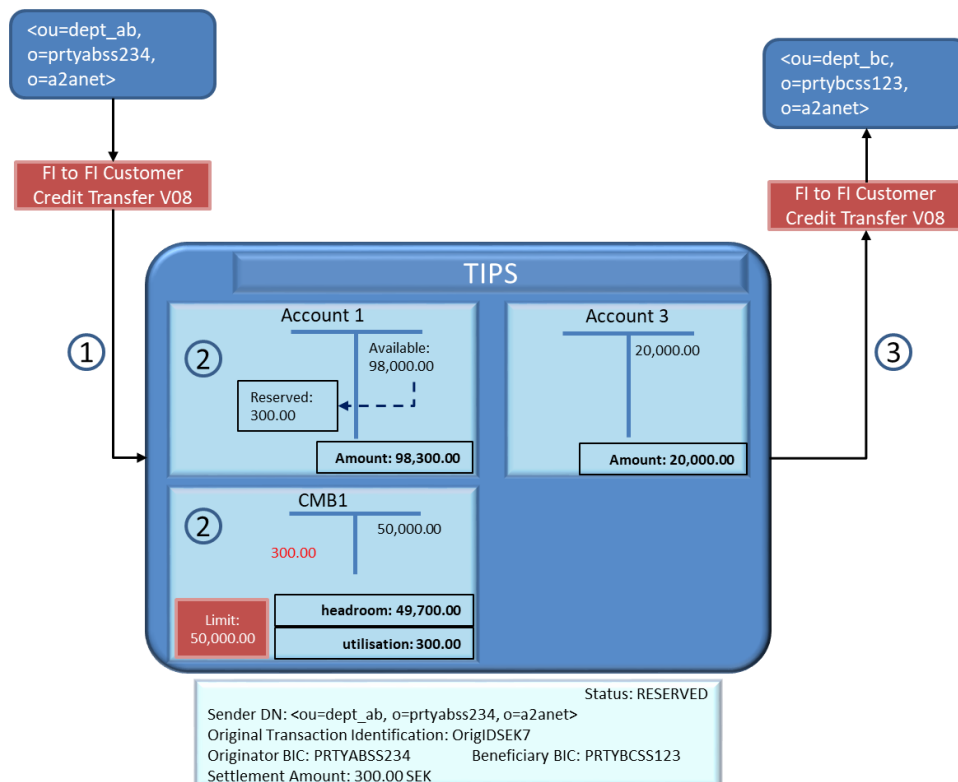 <ou=dept_ab,
o=prtyabss234,
o=a2anet>
<ou=dept_bc,
o=prtybcss123,
o=a2anet>
FI to FI Customer
Credit Transfer V08
FI to FI Customer
Credit Transfer V08
TIPS
1
Account 1
2
Available:
98,000.00
Reserved:
300.00
Amount: 98,300.00
Account 3
20,000.00
Amount: 20,000.00
3
CMB1
2
50,000.00
300.00
Limit:
50,000.00
headroom: 49,700.00
utilisation: 300.00
Status: RESERVED
Sender DN: <ou=dept_ab, o=prtyabss234, o=a2anet>
Original Transaction Identification: OrigIDSEK7
Originator BIC: PRTYABSS234 Beneficiary BIC: PRTYBCSS123
Settlement Amount: 300.00 SEK